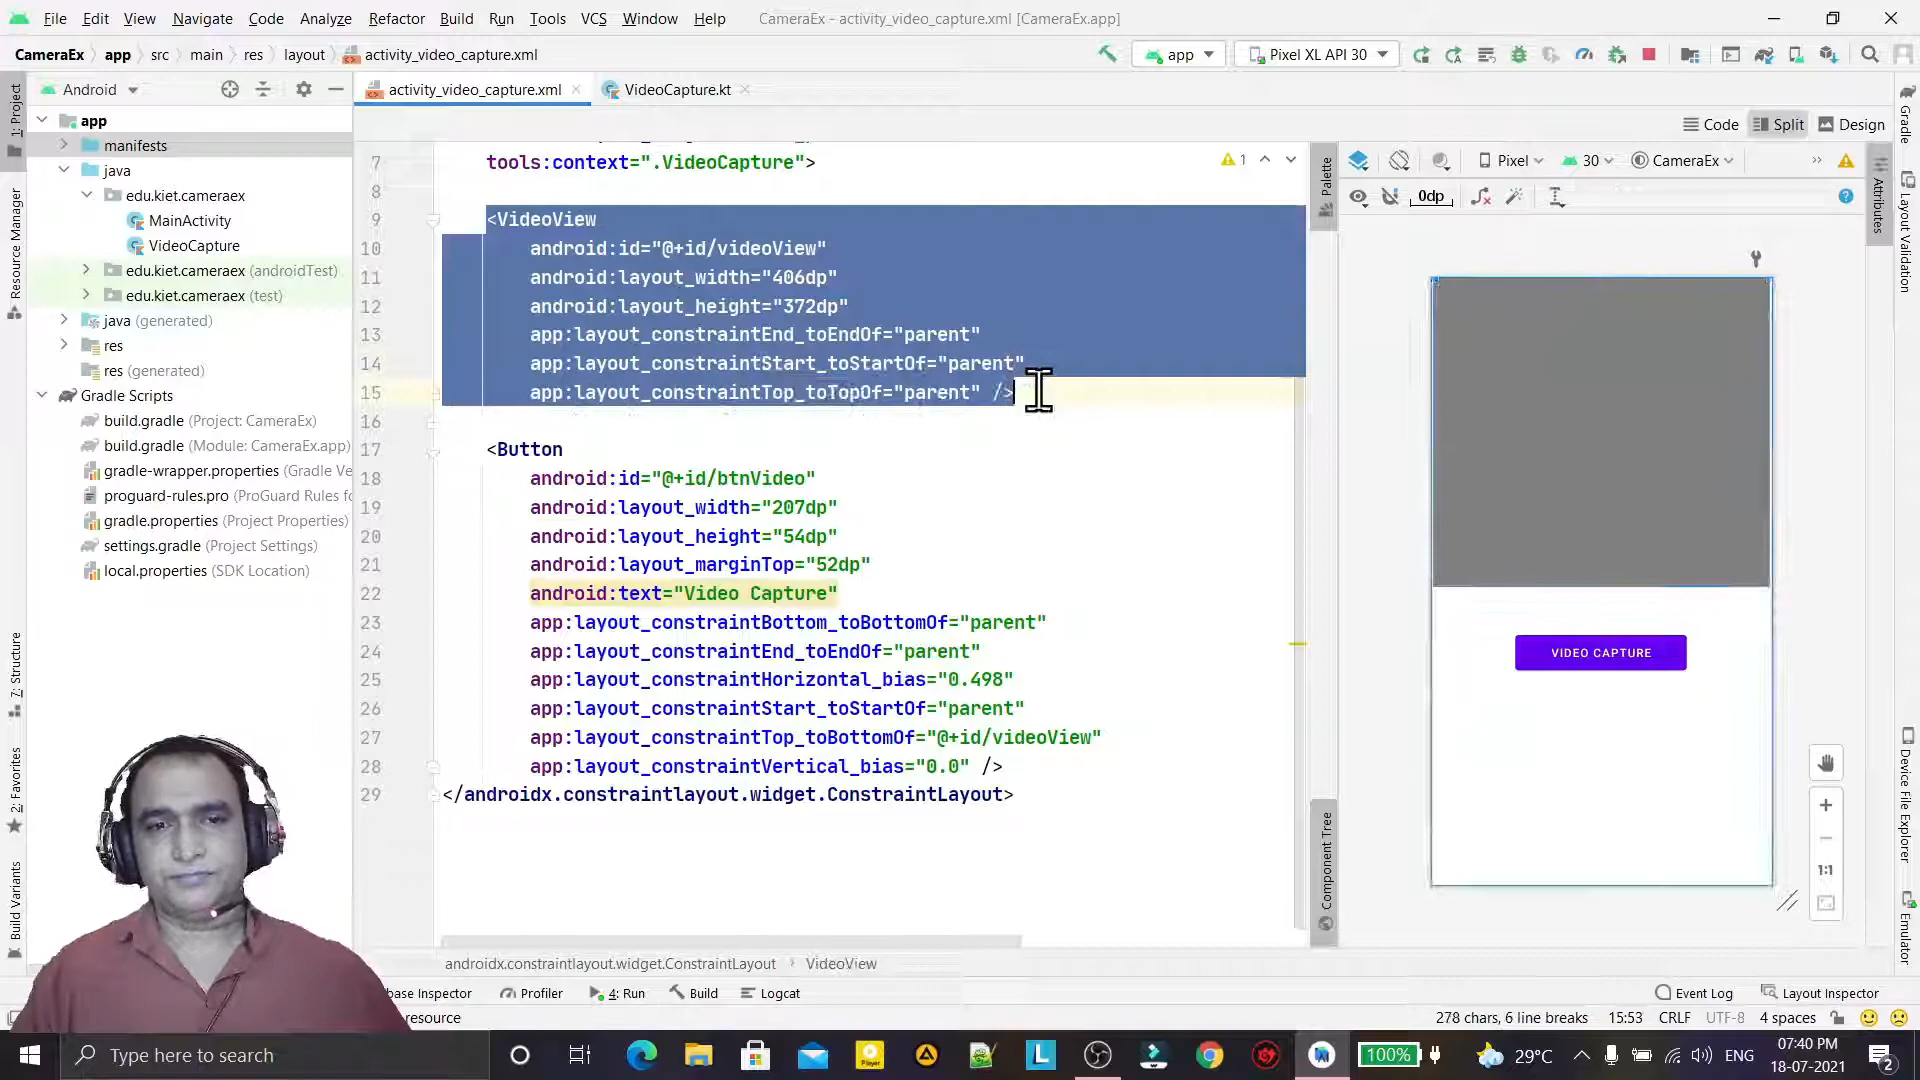 File Edit View Navigate Code Analyze Refactor Build Run Tools VCS Window Help CameraEx - activity_video_capture.xml [CameraEx.app]
CameraEx app src main res layout activity_video_capture.xml app Pixel XL API 30
Android activity_video_capture.xml VideoCapture.kt
Code Split Design
1: Project
Resource Manager
7: Structure
2: Favorites
Build Variants
app
manifests
java
edu.kiet.cameraex
MainActivity
VideoCapture
edu.kiet.cameraex (androidTest)
edu.kiet.cameraex (test)
java (generated)
res
res (generated)
Gradle Scripts
build.gradle (Project: CameraEx)
build.gradle (Module: CameraEx.app)
gradle-wrapper.properties (Gradle Ve
proguard-rules.pro (ProGuard Rules fo
gradle.properties (Project Properties)
settings.gradle (Project Settings)
local.properties (SDK Location)
7 tools:context=".VideoCapture">
8
9 <VideoView
10 android:id="@+id/videoView"
11 android:layout_width="406dp"
12 android:layout_height="372dp"
13 app:layout_constraintEnd_toEndOf="parent"
14 app:layout_constraintStart_toStartOf="parent"
15 app:layout_constraintTop_toTopOf="parent" />
16
17 <Button
18 android:id="@+id/btnVideo"
19 android:layout_width="207dp"
20 android:layout_height="54dp"
21 android:layout_marginTop="52dp"
22 android:text="Video Capture"
23 app:layout_constraintBottom_toBottomOf="parent"
24 app:layout_constraintEnd_toEndOf="parent"
25 app:layout_constraintHorizontal_bias="0.498"
26 app:layout_constraintStart_toStartOf="parent"
27 app:layout_constraintTop_toBottomOf="@+id/videoView"
28 app:layout_constraintVertical_bias="0.0" />
29 </androidx.constraintlayout.widget.ConstraintLayout>
1
Palette
Component Tree
Pixel 30 CameraEx
0dp
VIDEO CAPTURE
1:1
Attributes
Gradle
Layout Validation
Device File Explorer
Emulator
androidx.constraintlayout.widget.ConstraintLayout VideoView
base Inspector Profiler 4: Run Build Logcat Event Log Layout Inspector
resource 278 chars, 6 line breaks 15:53 CRLF UTF-8 4 spaces
Type here to search Player L 100% 29°C ENG
07:40 PM
18-07-2021
2